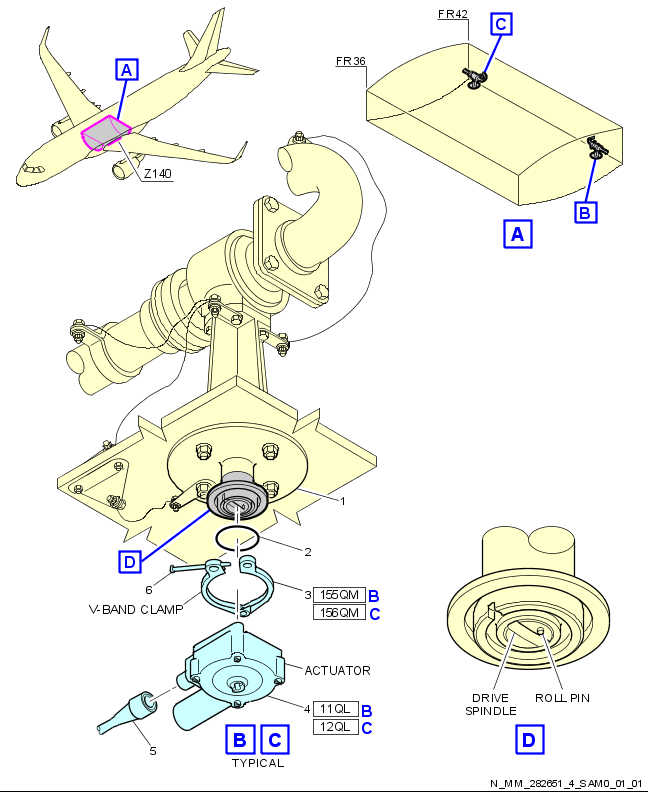 FR42
C
FR36
A
Z140
B
A
1
D
2
6
V-BAND CLAMP
3 155QM B
156QM C
ACTUATOR
4 11QL B
12QL C
5
B C
TYPICAL
DRIVE SPINDLE
ROLL PIN
D
N_MM_282651_4_SAM0_01_01